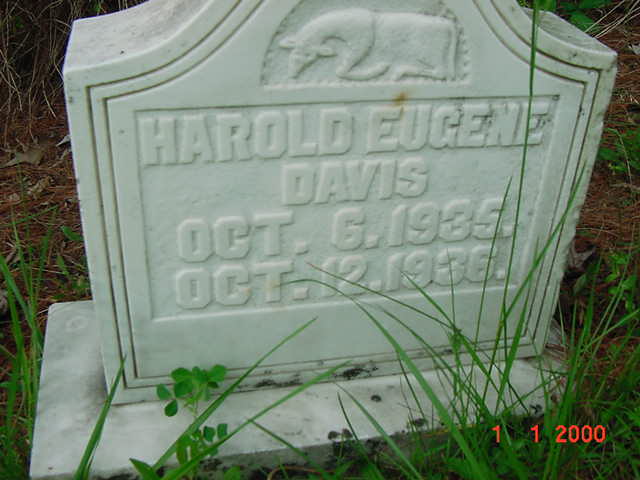 HAROLD EUGENE
DAVIS
OCT. 6. 1935.
OCT. 12, 1936.
1 1 2000